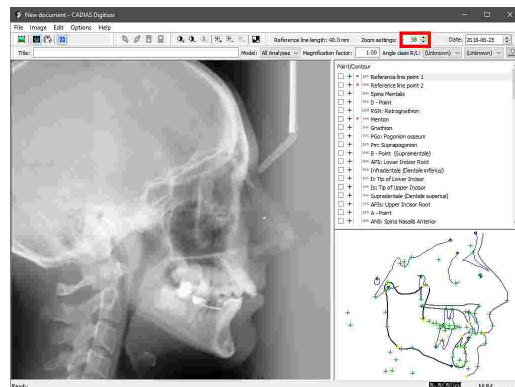 New document - CADIAS Digitizer
File Image Edit Options Help
Reference line length: 90.0 mm Zoom settings: 38 Date: 2018-06-25
Title: Model: All Analyses Magnification factor: 1.00 Angle class R/L: (Unknown) (Unknown)
Point/Contour
Reference line point 1
Reference line point 2
Spina Mentalis
D - Point
RGN: Retrognathion
Menton
Gnathion
PGo: Pogonion osseum
Pm: Suprapogonion
B - Point (Supramentale)
APIi: Lower Incisor Root
Infradentale (Dentale inferius)
Ii: Tip of Lower Incisor
Is: Tip of Upper Incisor
Supradentale (Dentale superius)
APIs: Upper Incisor Root
A - Point
ANS: Spina Nasalis Anterior
Ready
NUM